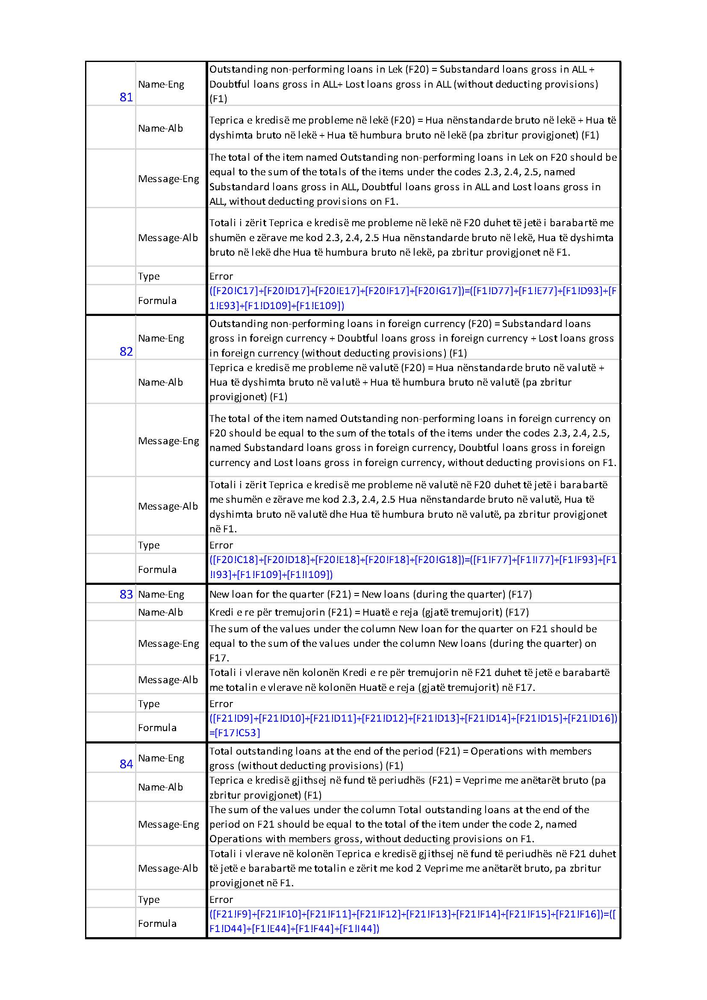 81
Name-Eng
Outstanding non-performing loans in Lek (F20) = Substandard loans gross in ALL +
Doubtful loans gross in ALL+ Lost loans gross in ALL (without deducting provisions)
(F1)
Name-Alb
Teprica e kredisë me probleme në lekë (F20) = Hua nënstandarde bruto në lekë + Hua të
dyshimta bruto në lekë + Hua të humbura bruto në lekë (pa zbritur provigjonet) (F1)
Message-Eng
The total of the item named Outstanding non-performing loans in Lek on F20 should be
equal to the sum of the totals of the items under the codes 2.3, 2.4, 2.5, named
Substandard loans gross in ALL, Doubtful loans gross in ALL and Lost loans gross in
ALL, without deducting provisions on F1.
Message-Alb
Totali i zërit Teprica e kredisë me probleme në lekë në F20 duhet të jetë i barabartë me
shumën e zërave me kod 2.3, 2.4, 2.5 Hua nënstandarde bruto në lekë, Hua të dyshimta
bruto në lekë dhe Hua të humbura bruto në lekë, pa zbritur provigjonet në F1.
Type
Error
Formula
([F20!C17]+[F20!D17]+[F20!E17]+[F20!F17]+[F20!G17])=([F1!D77]+[F1!E77]+[F1!D93]+[F
1!E93]+[F1!D109]+[F1!E109])
82
Name-Eng
Outstanding non-performing loans in foreign currency (F20) = Substandard loans
gross in foreign currency + Doubtful loans gross in foreign currency + Lost loans gross
in foreign currency (without deducting provisions) (F1)
Name-Alb
Teprica e kredisë me probleme në valutë (F20) = Hua nënstandarde bruto në valutë +
Hua të dyshimta bruto në valutë + Hua të humbura bruto në valutë (pa zbritur
provigjonet) (F1)
Message-Eng
The total of the item named Outstanding non-performing loans in foreign currency on
F20 should be equal to the sum of the totals of the items under the codes 2.3, 2.4, 2.5,
named Substandard loans gross in foreign currency, Doubtful loans gross in foreign
currency and Lost loans gross in foreign currency, without deducting provisions on F1.
Message-Alb
Totali i zërit Teprica e kredisë me probleme në valutë në F20 duhet të jetë i barabartë
me shumën e zërave me kod 2.3, 2.4, 2.5 Hua nënstandarde bruto në valutë, Hua të
dyshimta bruto në valutë dhe Hua të humbura bruto në valutë, pa zbritur provigjonet
në F1.
Type
Error
Formula
([F20!C18]+[F20!D18]+[F20!E18]+[F20!F18]+[F20!G18])=([F1!F77]+[F1!I77]+[F1!F93]+[F1
!I93]+[F1!F109]+[F1!I109])
83
Name-Eng
New loan for the quarter (F21) = New loans (during the quarter) (F17)
Name-Alb
Kredi e re për tremujorin (F21) = Huatë e reja (gjatë tremujorit) (F17)
Message-Eng
The sum of the values under the column New loan for the quarter on F21 should be
equal to the sum of the values under the column New loans (during the quarter) on
F17.
Message-Alb
Totali i vlerave nën kolonën Kredi e re për tremujorin në F21 duhet të jetë e barabartë
me totalin e vlerave në kolonën Huatë e reja (gjatë tremujorit) në F17.
Type
Error
Formula
([F21!D9]+[F21!D10]+[F21!D11]+[F21!D12]+[F21!D13]+[F21!D14]+[F21!D15]+[F21!D16])
=[F17!C53]
84
Name-Eng
Total outstanding loans at the end of the period (F21) = Operations with members
gross (without deducting provisions) (F1)
Name-Alb
Teprica e kredisë gjithsej në fund të periudhës (F21) = Veprime me anëtarët bruto (pa
zbritur provigjonet) (F1)
Message-Eng
The sum of the values under the column Total outstanding loans at the end of the
period on F21 should be equal to the total of the item under the code 2, named
Operations with members gross, without deducting provisions on F1.
Message-Alb
Totali i vlerave në kolonën Teprica e kredisë gjithsej në fund të periudhës në F21 duhet
të jetë e barabartë me totalin e zërit me kod 2 Veprime me anëtarët bruto, pa zbritur
provigjonet në F1.
Type
Error
Formula
([F21!F9]+[F21!F10]+[F21!F11]+[F21!F12]+[F21!F13]+[F21!F14]+[F21!F15]+[F21!F16])=([
F1!D44]+[F1!E44]+[F1!F44]+[F1!I44])